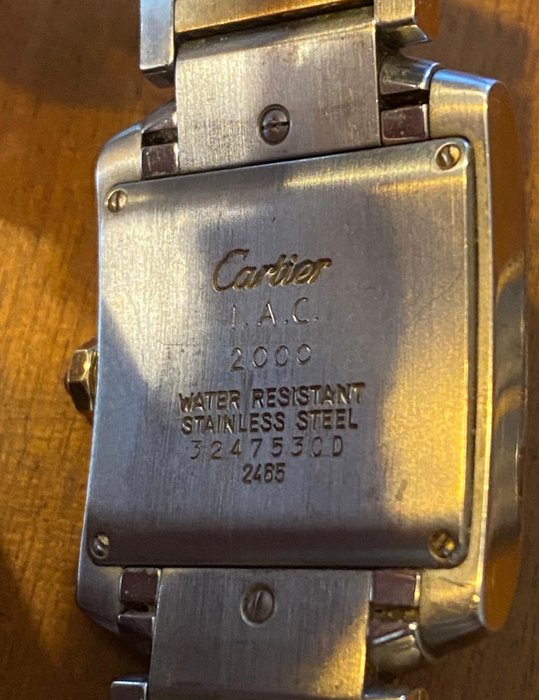 Cartier
J.A.C.
2000
WATER RESISTANT
STAINLESS STEEL
324753CD
2465